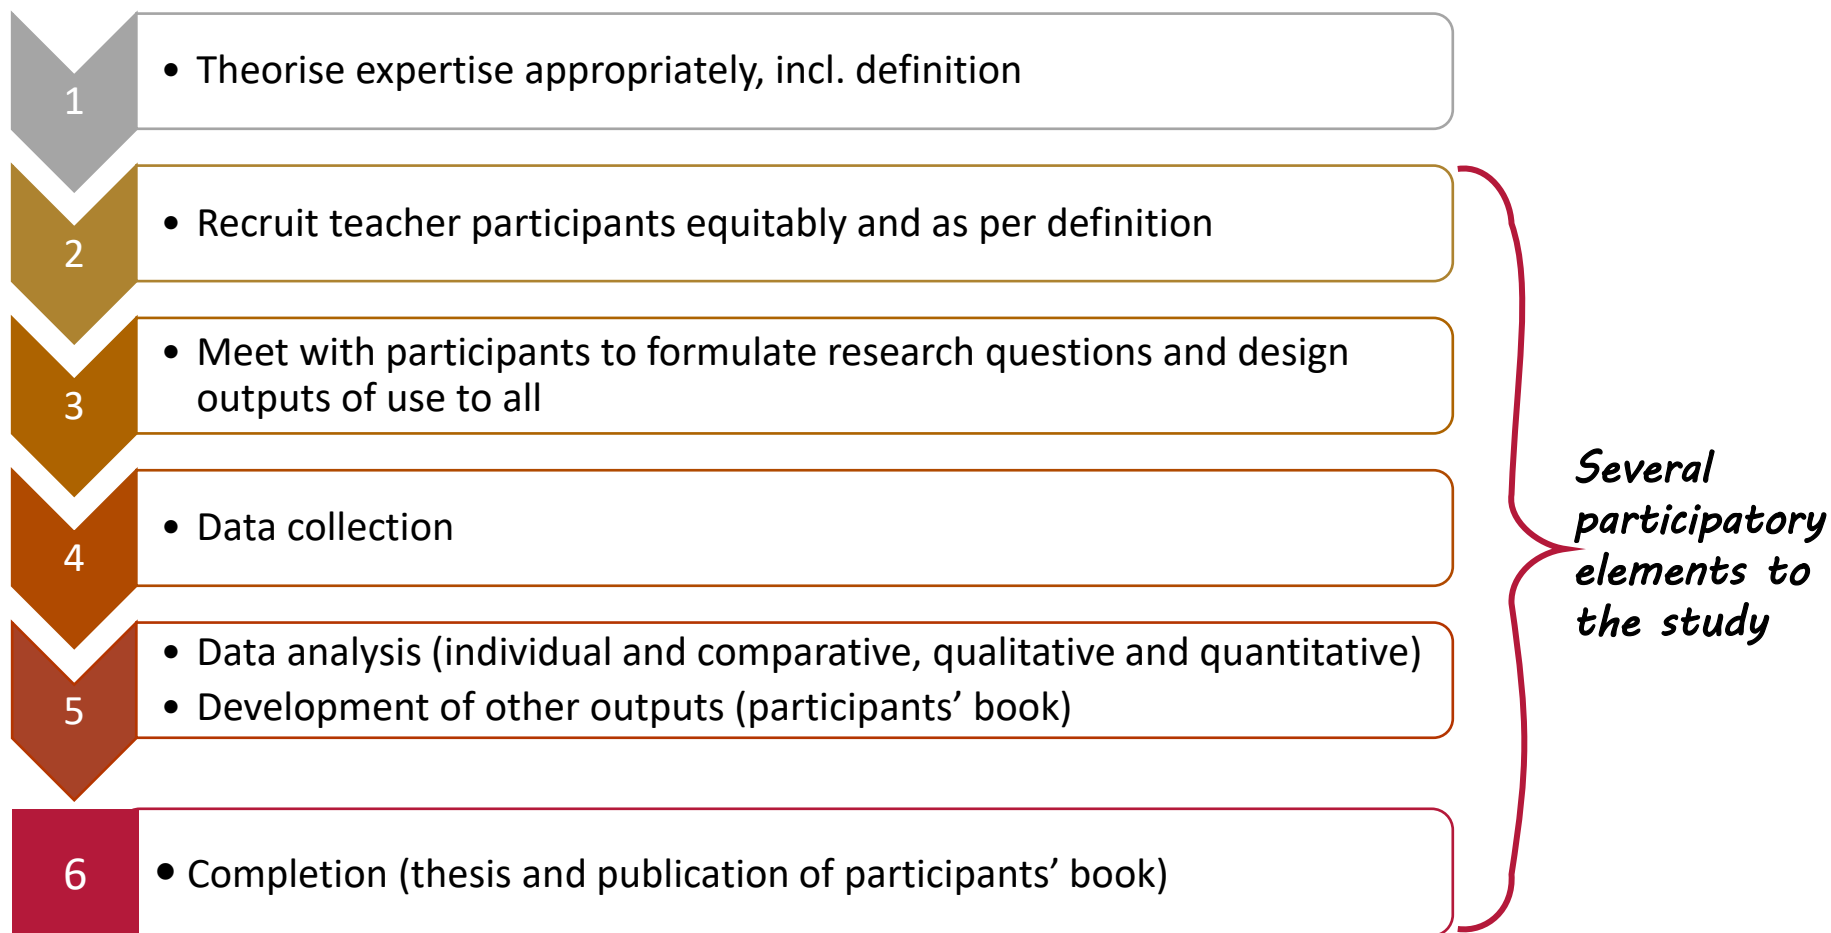 1
• Theorise expertise appropriately, incl. definition
2
• Recruit teacher participants equitably and as per definition
3
• Meet with participants to formulate research questions and design
outputs of use to all
4
• Data collection
5
• Data analysis (individual and comparative, qualitative and quantitative)
• Development of other outputs (participants’ book)
6
• Completion (thesis and publication of participants’ book)
Several
participatory
elements to
the study